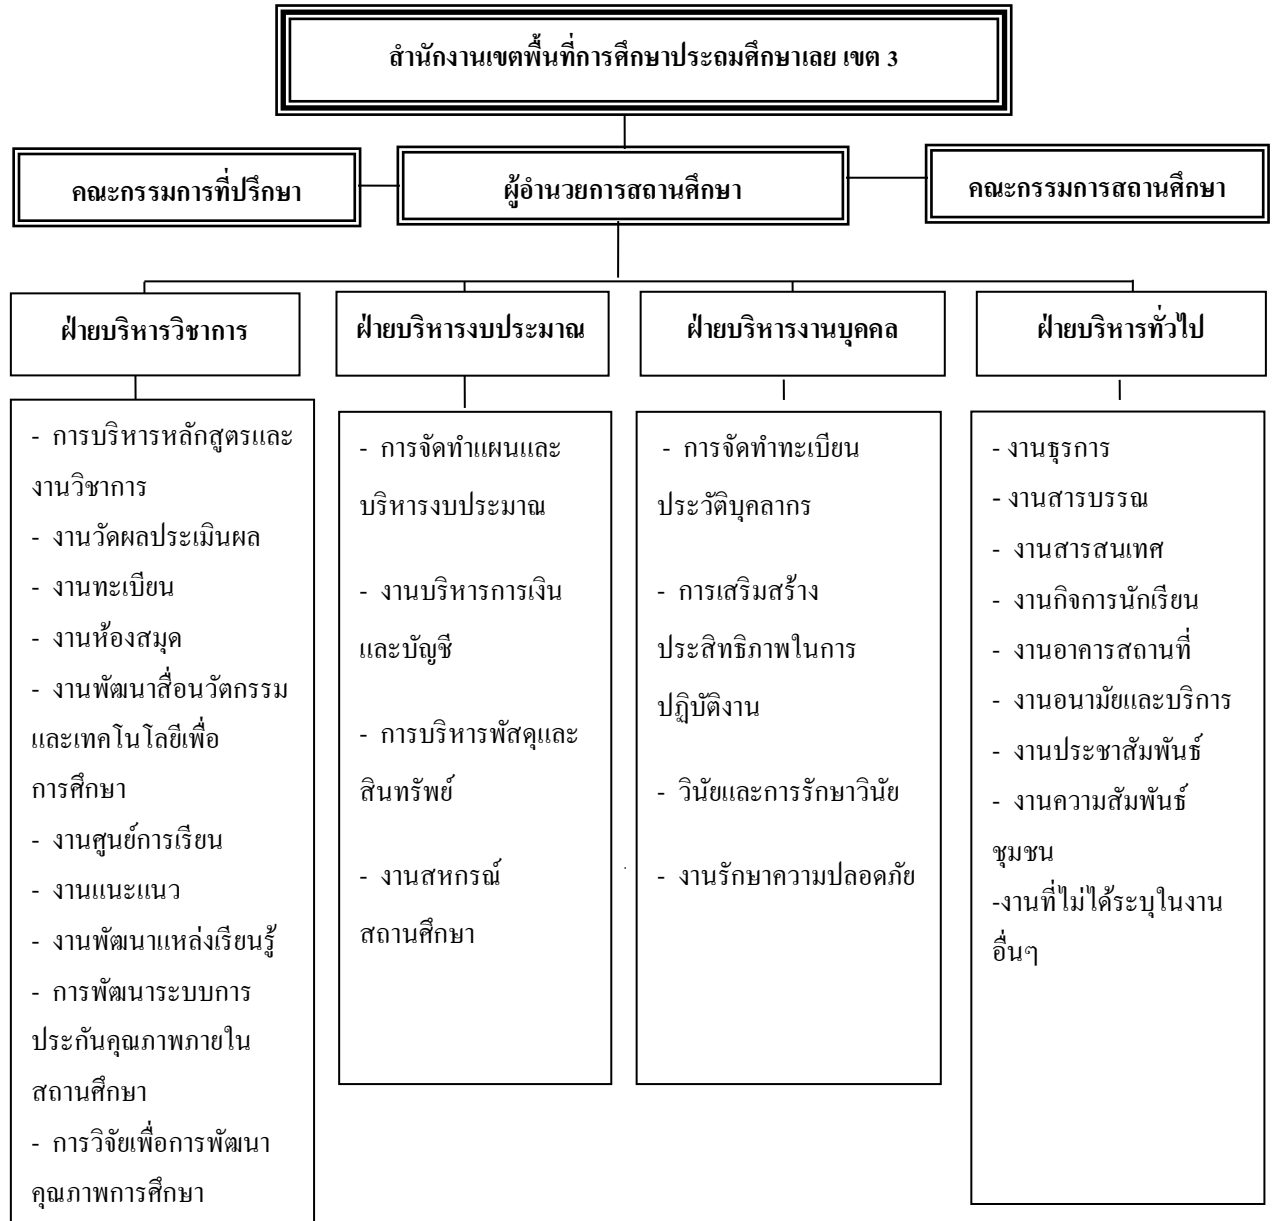 สำนักงานเขตพื้นที่การศึกษาประถมศึกษาเลย เขต 3
คณะกรรมการที่ปรึกษา
ผู้อำนวยการสถานศึกษา
คณะกรรมการสถานศึกษา
ฝ่ายบริหารวิชาการ
ฝ่ายบริหารงบประมาณ
ฝ่ายบริหารงานบุคคล
ฝ่ายบริหารทั่วไป
- การบริหารหลักสูตรและ
งานวิชาการ
- งานวัดผลประเมินผล
- งานทะเบียน
- งานห้องสมุด
- งานพัฒนาสื่อนวัตกรรม
และเทคโนโลยีเพื่อ
การศึกษา
- งานศูนย์การเรียน
- งานแนะแนว
- งานพัฒนาแหล่งเรียนรู้
- การพัฒนาระบบการ
ประกันคุณภาพภายใน
สถานศึกษา
- การวิจัยเพื่อการพัฒนา
คุณภาพการศึกษา
- การจัดทำแผนและ
บริหารงบประมาณ
- งานบริหารการเงิน
และบัญชี
- การบริหารพัสดุและ
สินทรัพย์
- งานสหกรณ์
สถานศึกษา
- การจัดทำทะเบียน
ประวัติบุคลากร
- การเสริมสร้าง
ประสิทธิภาพในการ
ปฏิบัติงาน
- วินัยและการรักษาวินัย
- งานรักษาความปลอดภัย
- งานธุรการ
- งานสารบรรณ
- งานสารสนเทศ
- งานกิจการนักเรียน
- งานอาคารสถานที่
- งานอนามัยและบริการ
- งานประชาสัมพันธ์
- งานความสัมพันธ์
ชุมชน
-งานที่ไม่ได้ระบุในงาน
อื่นๆ